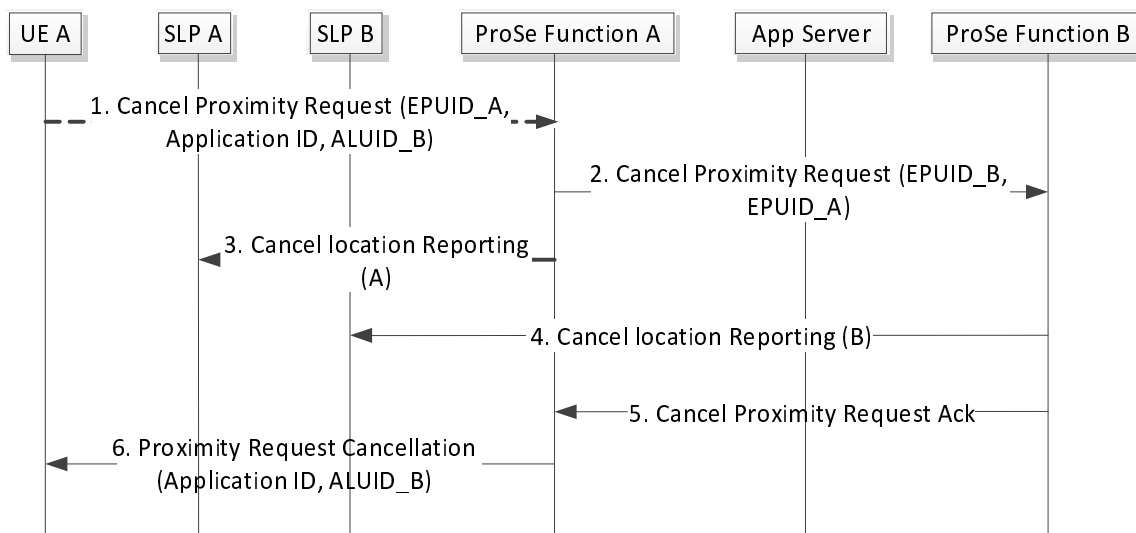 UE A
SLP A
SLP B
ProSe Function A
App Server
ProSe Function B
1. Cancel Proximity Request (EPUID_A,
Application ID, ALUID_B)
2. Cancel Proximity Request (EPUID_B,
EPUID_A)
3. Cancel location Reporting
(A)
4. Cancel location Reporting (B)
5. Cancel Proximity Request Ack
6. Proximity Request Cancellation
(Application ID, ALUID_B)